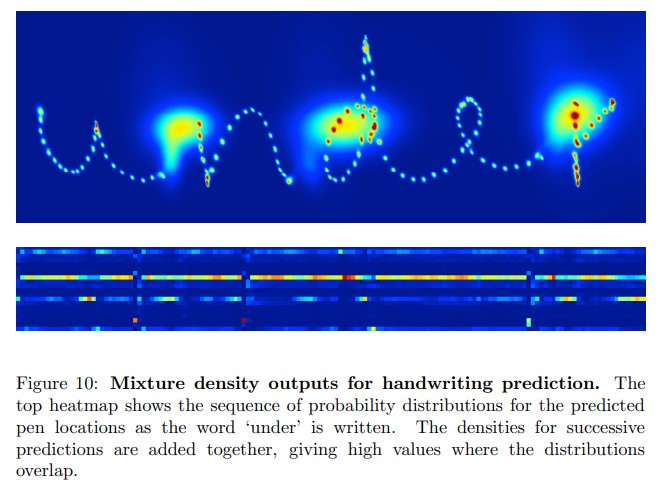 under
Figure 10: Mixture density outputs for handwriting prediction. The
top heatmap shows the sequence of probability distributions for the predicted
pen locations as the word ‘under’ is written. The densities for successive
predictions are added together, giving high values where the distributions
overlap.